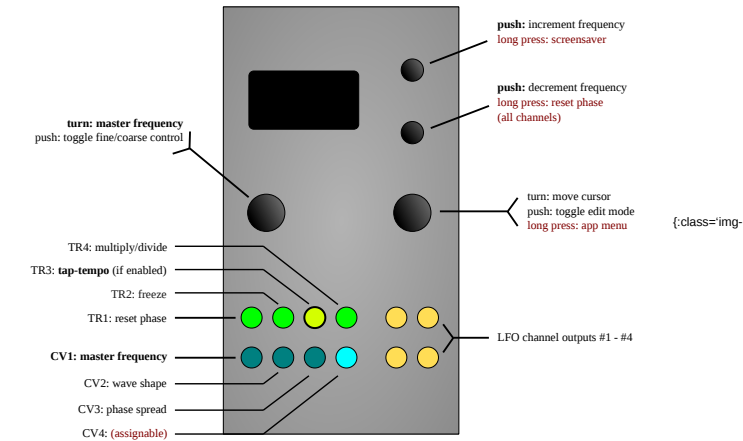 push: increment frequency
long press: screensaver
push: decrement frequency
long press: reset phase
(all channels)
turn: master frequency
push: toggle fine/coarse control
turn: move cursor
push: toggle edit mode
long press: app menu
{:class=‘img-
TR4: multiply/divide
TR3: tap-tempo (if enabled)
TR2: freeze
TR1: reset phase
LFO channel outputs #1 - #4
CV1: master frequency
CV2: wave shape
CV3: phase spread
CV4: (assignable)